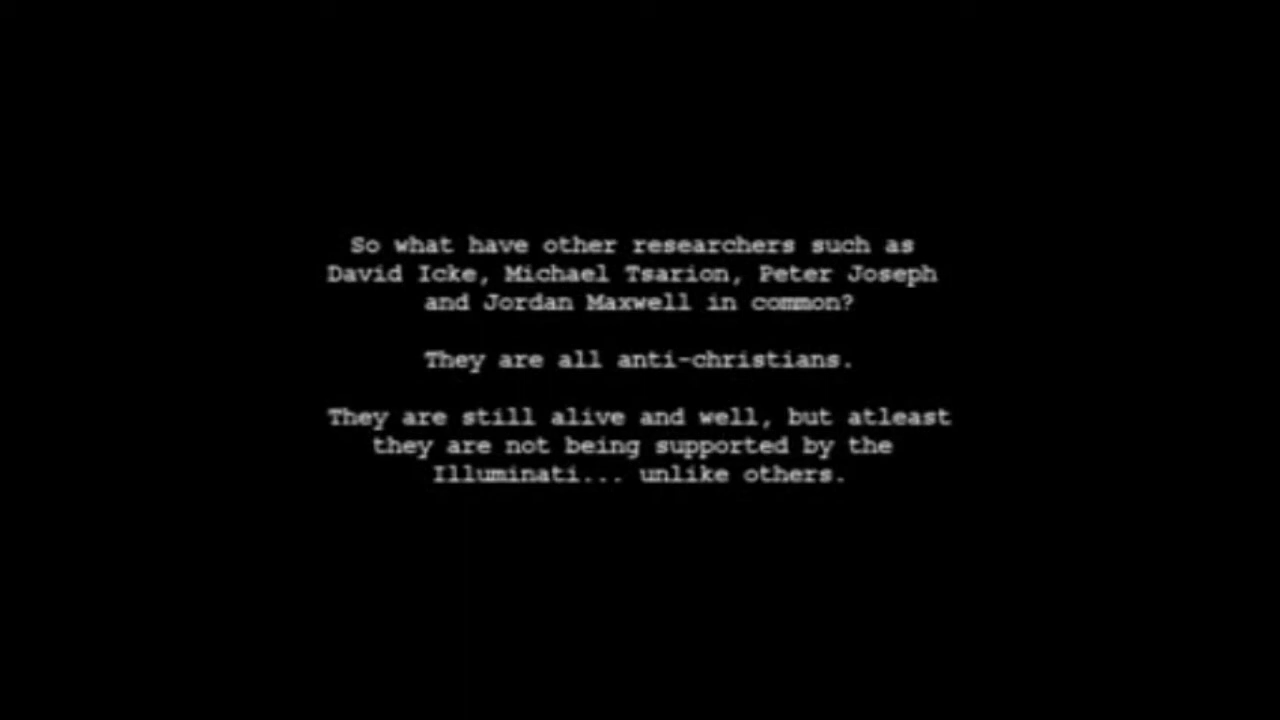 So what have other researchers such as
David Icke, Michael Tsarion, Peter Joseph
and Jordan Maxwell in common?
They are all anti-christians.
They are still alive and well, but atleast
they are not being supported by the
Illuminati... unlike others.